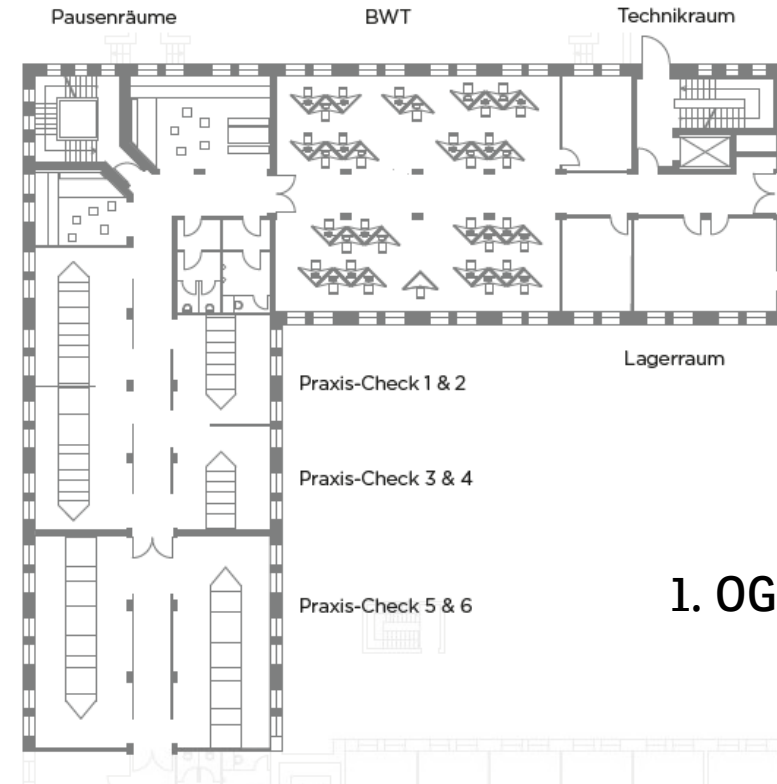 Pausenräume
BWT
Technikraum
Lagerraum
Praxis-Check 1 & 2
Praxis-Check 3 & 4
Praxis-Check 5 & 6
1. OG